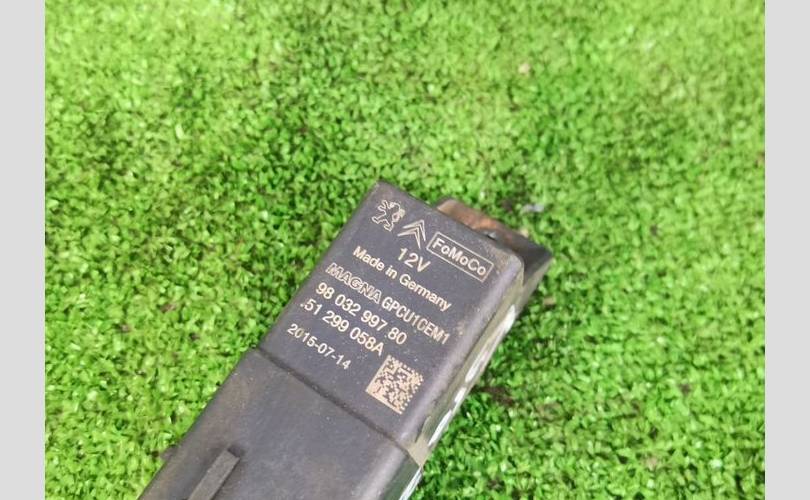 FoMoCo
12V
Made in Germany
MAGNA GPCU1CEM1
98 032 997 80
.51 299 058A
2015-07-14